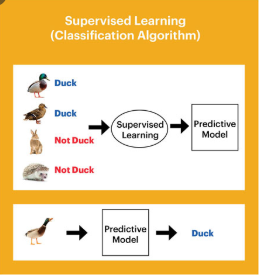 Supervised Learning
(Classification Algorithm)
Duck
Duck
Not Duck
Not Duck
Supervised
Learning
Predictive
Model
Predictive
Model
Duck